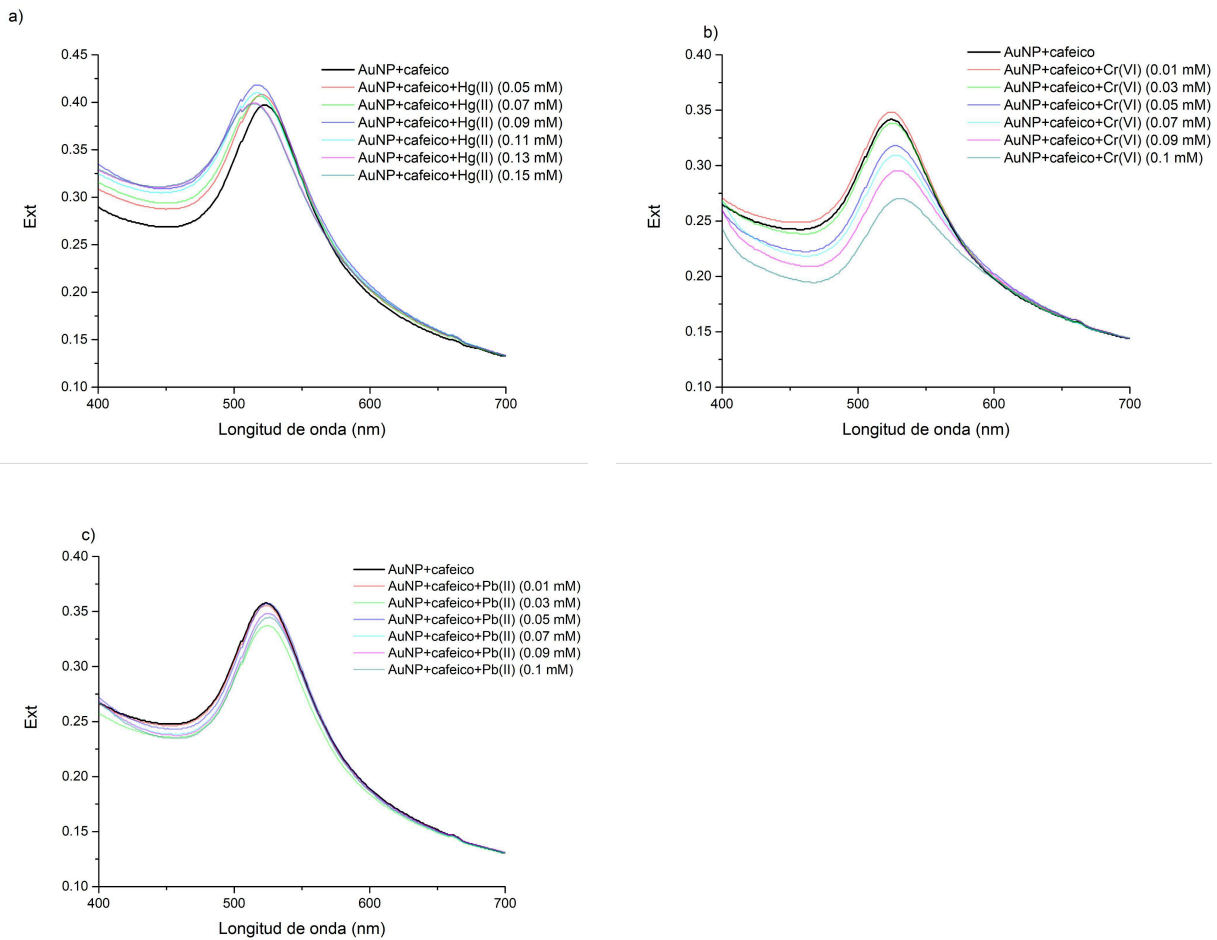 a)
0.45
0.40
0.35
0.30
0.25
0.20
0.15
0.10
Ext
400
500
600
700
Longitud de onda (nm)
AuNP+cafeico
AuNP+cafeico+Hg(II) (0.05 mM)
AuNP+cafeico+Hg(II) (0.07 mM)
AuNP+cafeico+Hg(II) (0.09 mM)
AuNP+cafeico+Hg(II) (0.11 mM)
AuNP+cafeico+Hg(II) (0.13 mM)
AuNP+cafeico+Hg(II) (0.15 mM)
b)
0.40
0.35
0.30
0.25
0.20
0.15
0.10
Ext
400
500
600
700
Longitud de onda (nm)
AuNP+cafeico
AuNP+cafeico+Cr(VI) (0.01 mM)
AuNP+cafeico+Cr(VI) (0.03 mM)
AuNP+cafeico+Cr(VI) (0.05 mM)
AuNP+cafeico+Cr(VI) (0.07 mM)
AuNP+cafeico+Cr(VI) (0.09 mM)
AuNP+cafeico+Cr(VI) (0.1 mM)
c)
0.40
0.35
0.30
0.25
0.20
0.15
0.10
Ext
400
500
600
700
Longitud de onda (nm)
AuNP+cafeico
AuNP+cafeico+Pb(II) (0.01 mM)
AuNP+cafeico+Pb(II) (0.03 mM)
AuNP+cafeico+Pb(II) (0.05 mM)
AuNP+cafeico+Pb(II) (0.07 mM)
AuNP+cafeico+Pb(II) (0.09 mM)
AuNP+cafeico+Pb(II) (0.1 mM)